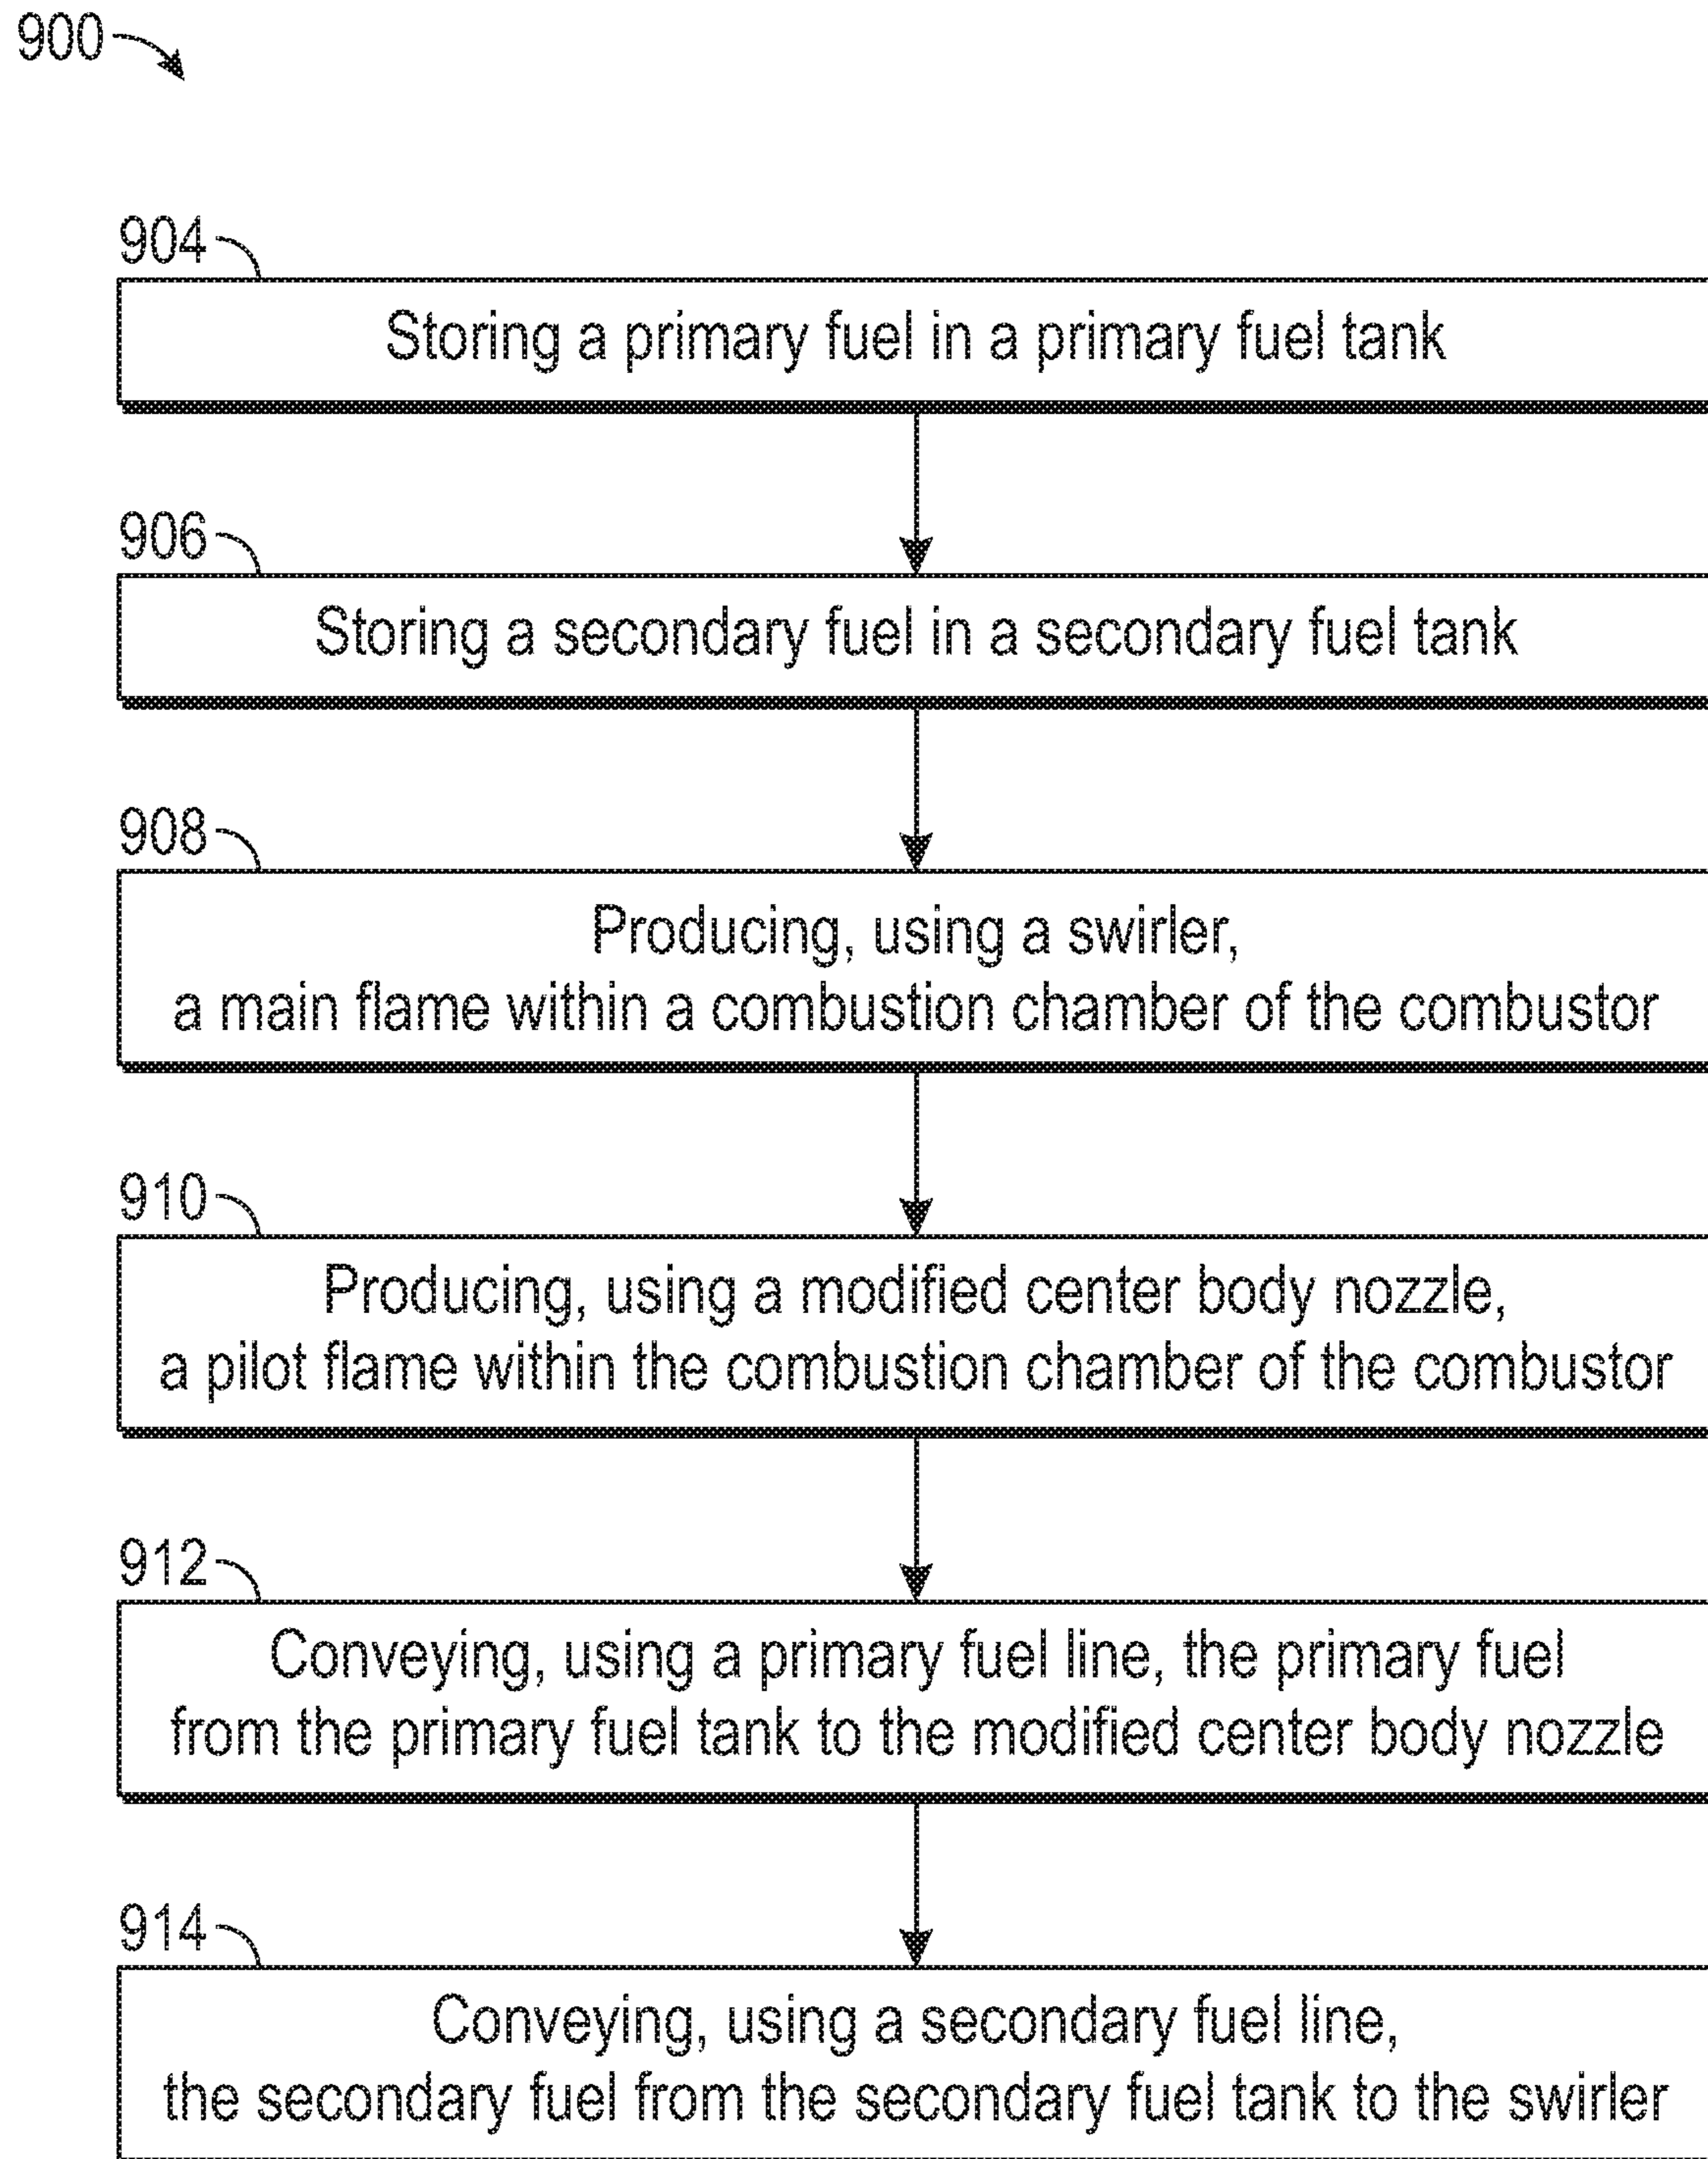 900
904
Storing a primary fuel in a primary fuel tank
906
Storing a secondary fuel in a secondary fuel tank
908
Producing, using a swirler,
a main flame within a combustion chamber of the combustor
910
Producing, using a modified center body nozzle,
a pilot flame within the combustion chamber of the combustor
912
Conveying, using a primary fuel line, the primary fuel
from the primary fuel tank to the modified center body nozzle
914
Conveying, using a secondary fuel line,
the secondary fuel from the secondary fuel tank to the swirler